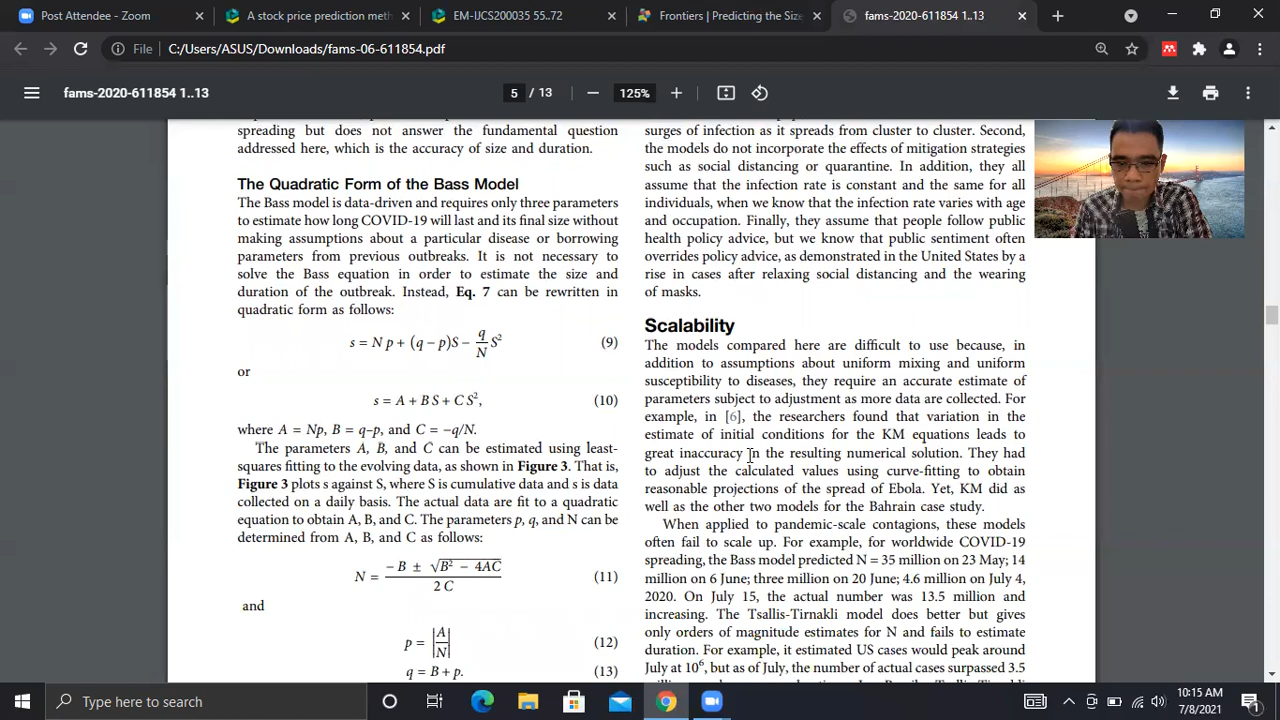 Post Attendee - Zoom
A stock price prediction meth
EM-IJCS200035 55..72
Frontiers | Predicting the Size
fams-2020-611854 1..13
File
C:/Users/ASUS/Downloads/fams-06-611854.pdf
fams-2020-611854 1..13
5 / 13
125%
spreading but does not answer the fundamental question
addressed here, which is the accuracy of size and duration.
The Quadratic Form of the Bass Model
The Bass model is data-driven and requires only three parameters
to estimate how long COVID-19 will last and its final size without
making assumptions about a particular disease or borrowing
parameters from previous outbreaks. It is not necessary to
solve the Bass equation in order to estimate the size and
duration of the outbreak. Instead, Eq. 7 can be rewritten in
quadratic form as follows:
s = N p + (q − p)S − q/N S² (9)
or
s = A + B S + C S², (10)
where A = Np, B = q–p, and C = −q/N.
The parameters A, B, and C can be estimated using least-
squares fitting to the evolving data, as shown in Figure 3. That is,
Figure 3 plots s against S, where S is cumulative data and s is data
collected on a daily basis. The actual data are fit to a quadratic
equation to obtain A, B, and C. The parameters p, q, and N can be
determined from A, B, and C as follows:
N = −B ± √B² − 4AC / 2 C (11)
and
p = |A/N| (12)
q = B + p. (13)
surges of infection as it spreads from cluster to cluster. Second,
the models do not incorporate the effects of mitigation strategies
such as social distancing or quarantine. In addition, they all
assume that the infection rate is constant and the same for all
individuals, when we know that the infection rate varies with age
and occupation. Finally, they assume that people follow public
health policy advice, but we know that public sentiment often
overrides policy advice, as demonstrated in the United States by a
rise in cases after relaxing social distancing and the wearing
of masks.
Scalability
The models compared here are difficult to use because, in
addition to assumptions about uniform mixing and uniform
susceptibility to diseases, they require an accurate estimate of
parameters subject to adjustment as more data are collected. For
example, in [6], the researchers found that variation in the
estimate of initial conditions for the KM equations leads to
great inaccuracy in the resulting numerical solution. They had
to adjust the calculated values using curve-fitting to obtain
reasonable projections of the spread of Ebola. Yet, KM did as
well as the other two models for the Bahrain case study.
When applied to pandemic-scale contagions, these models
often fail to scale up. For example, for worldwide COVID-19
spreading, the Bass model predicted N = 35 million on 23 May; 14
million on 6 June; three million on 20 June; 4.6 million on July 4,
2020. On July 15, the actual number was 13.5 million and
increasing. The Tsallis-Tirnakli model does better but gives
only orders of magnitude estimates for N and fails to estimate
duration. For example, it estimated US cases would peak around
July at 10⁶, but as of July, the number of actual cases surpassed 3.5
Type here to search
10:15 AM
7/8/2021